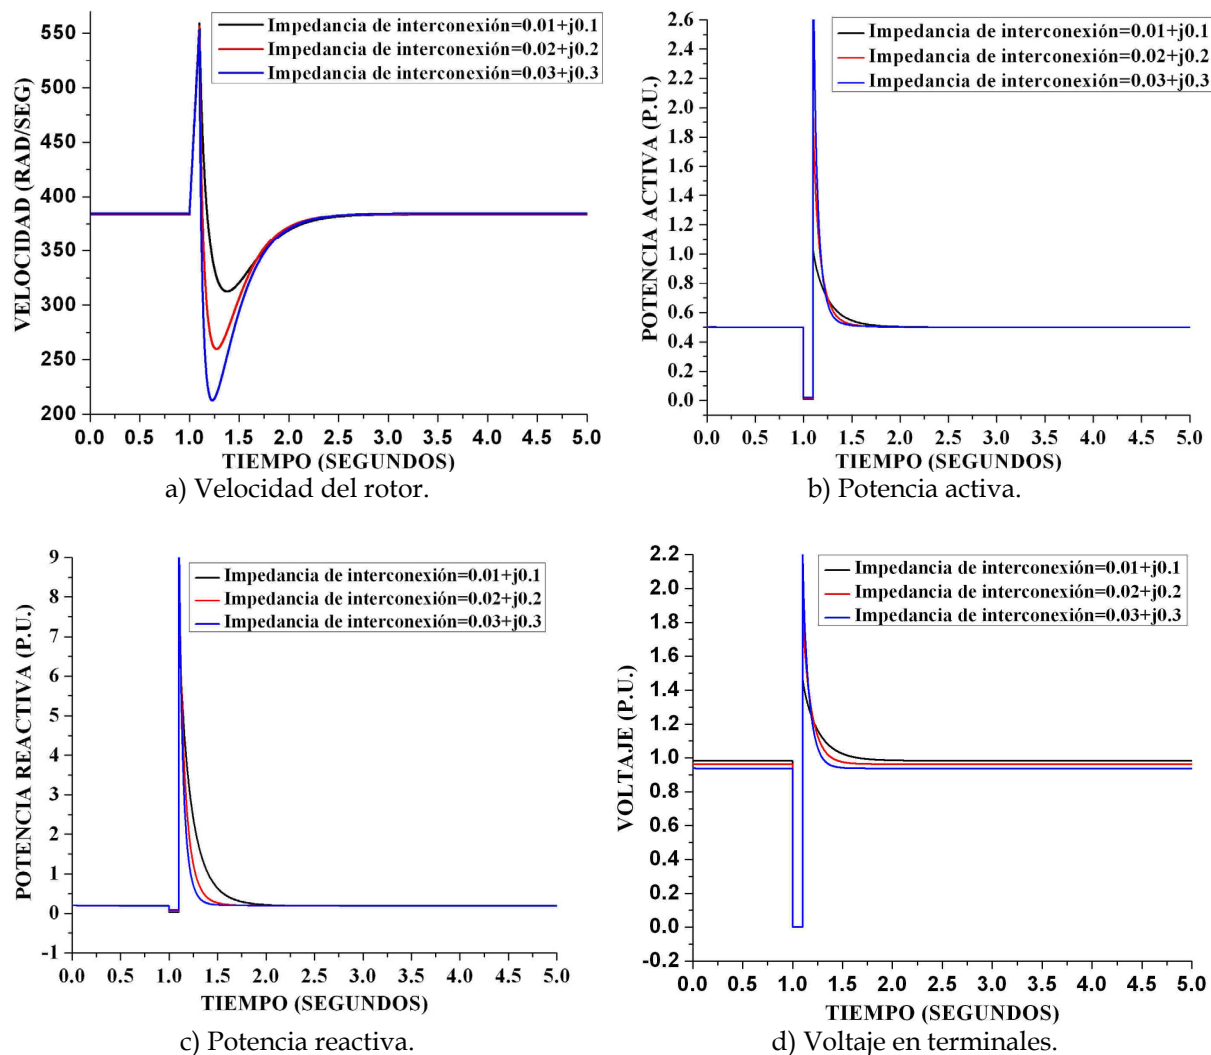 Impedancia de interconexión=0.01+j0.1
Impedancia de interconexión=0.02+j0.2
Impedancia de interconexión=0.03+j0.3
VELOCIDAD (RAD/SEG)
550
500
450
400
350
300
250
200
0.0 0.5 1.0 1.5 2.0 2.5 3.0 3.5 4.0 4.5 5.0
TIEMPO (SEGUNDOS)
a) Velocidad del rotor.
Impedancia de interconexión=0.01+j0.1
Impedancia de interconexión=0.02+j0.2
Impedancia de interconexión=0.03+j0.3
POTENCIA ACTIVA (P.U.)
2.6
2.4
2.2
2.0
1.8
1.6
1.4
1.2
1.0
0.8
0.6
0.4
0.2
0.0
0.0 0.5 1.0 1.5 2.0 2.5 3.0 3.5 4.0 4.5 5.0
TIEMPO (SEGUNDOS)
b) Potencia activa.
Impedancia de interconexión=0.01+j0.1
Impedancia de interconexión=0.02+j0.2
Impedancia de interconexión=0.03+j0.3
POTENCIA REACTIVA (P.U.)
9
8
7
6
5
4
3
2
1
0
-1
0.0 0.5 1.0 1.5 2.0 2.5 3.0 3.5 4.0 4.5 5.0
TIEMPO (SEGUNDOS)
c) Potencia reactiva.
Impedancia de interconexión=0.01+j0.1
Impedancia de interconexión=0.02+j0.2
Impedancia de interconexión=0.03+j0.3
VOLTAJE (P.U.)
2.2
2.0
1.8
1.6
1.4
1.2
1.0
0.8
0.6
0.4
0.2
0.0
-0.2
0.0 0.5 1.0 1.5 2.0 2.5 3.0 3.5 4.0 4.5 5.0
TIEMPO (SEGUNDOS)
d) Voltaje en terminales.